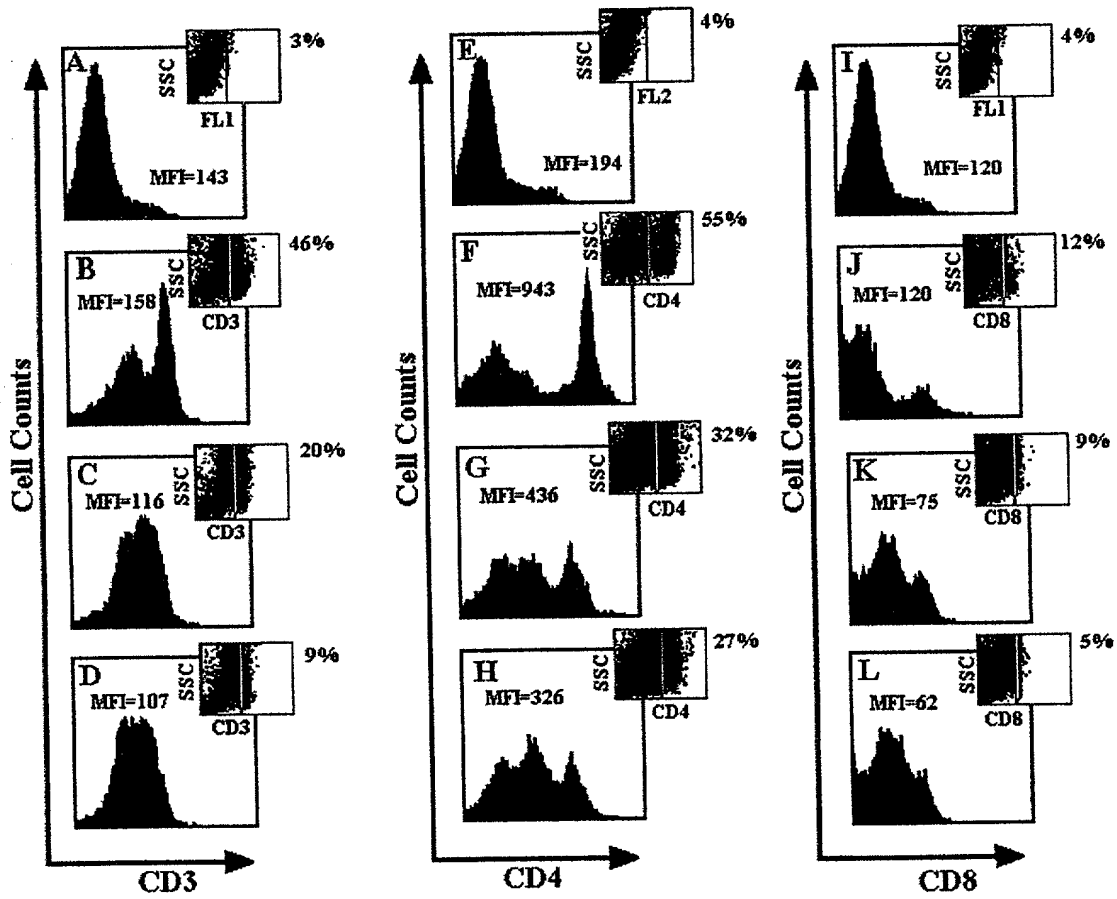 A
SSC
3%
FL1
MFI=143
B
SSC
46%
MFI=158
CD3
C
SSC
20%
MFI=116
CD3
D
SSC
9%
MFI=107
CD3
Cell Counts
CD3
E
SSC
4%
FL2
MFI=194
F
SSC
55%
MFI=943
CD4
G
SSC
32%
MFI=436
CD4
H
SSC
27%
MFI=326
CD4
Cell Counts
CD4
I
SSC
4%
FL1
MFI=120
J
SSC
12%
MFI=120
CD8
K
SSC
9%
MFI=75
CD8
L
SSC
5%
MFI=62
CD8
Cell Counts
CD8